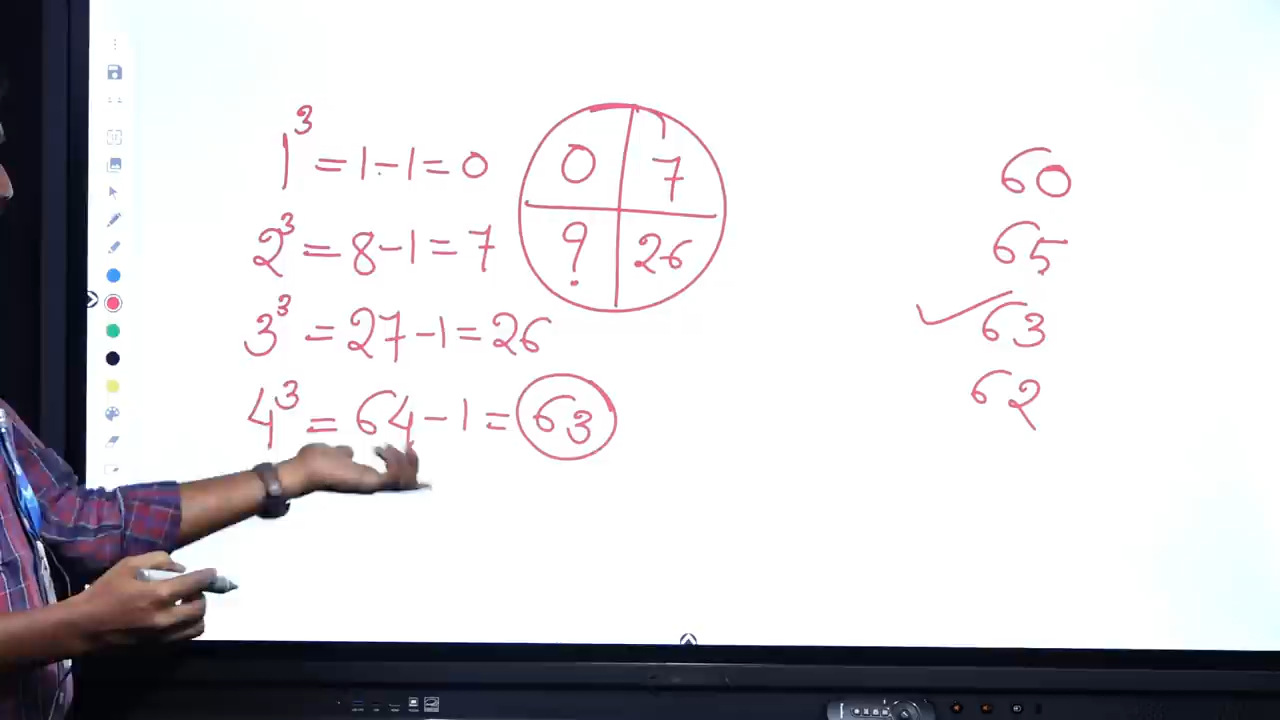 1³ = 1 - 1 = 0
2³ = 8 - 1 = 7
3³ = 27 - 1 = 26
4³ = 64 - 1 = 63
0 7
? 26
60
65
✓ 63
62